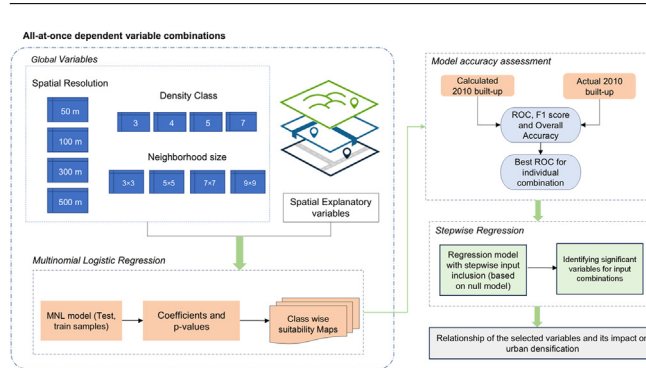 All-at-once dependent variable combinations
Global Variables
Spatial Resolution
50 m
100 m
300 m
500 m
Density Class
3
4
5
7
Neighborhood size
3×3
5×5
7×7
9×9
Spatial Explanatory
variables
Multinomial Logistic Regression
MNL model (Test,
train samples)
Coefficients and
p-values
Class wise
suitability Maps
Model accuracy assessment
Calculated
2010 built-up
Actual 2010
built-up
ROC, F1 score
and Overall
Accuracy
Best ROC for
individual
combination
Stepwise Regression
Regression model
with stepwise input
inclusion (based
on null model)
Identifying significant
variables for input
combinations
Relationship of the selected variables and its impact on
urban densification